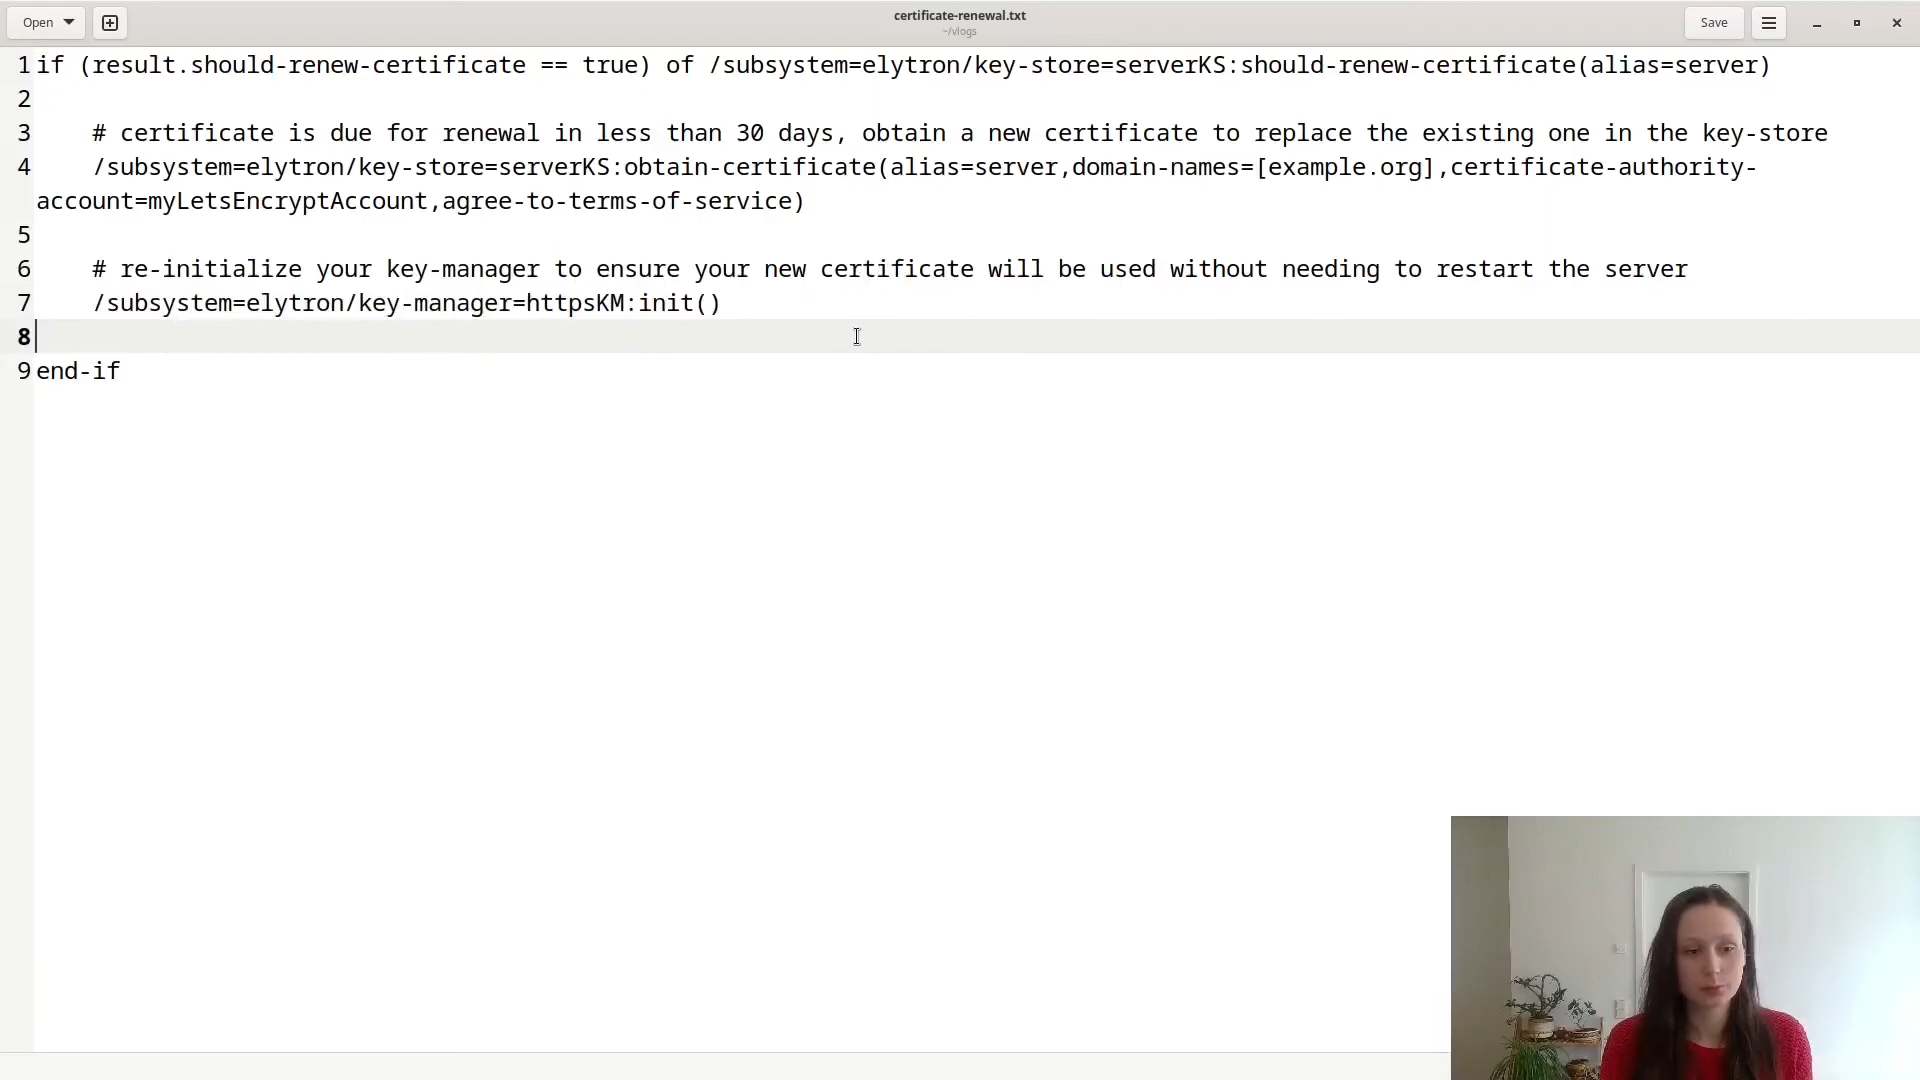 Open
certificate-renewal.txt
~/vlogs
Save
1 if (result.should-renew-certificate == true) of /subsystem=elytron/key-store=serverKS:should-renew-certificate(alias=server)
2
3 # certificate is due for renewal in less than 30 days, obtain a new certificate to replace the existing one in the key-store
4 /subsystem=elytron/key-store=serverKS:obtain-certificate(alias=server,domain-names=[example.org],certificate-authority-
account=myLetsEncryptAccount,agree-to-terms-of-service)
5
6 # re-initialize your key-manager to ensure your new certificate will be used without needing to restart the server
7 /subsystem=elytron/key-manager=httpsKM:init()
8
9 end-if